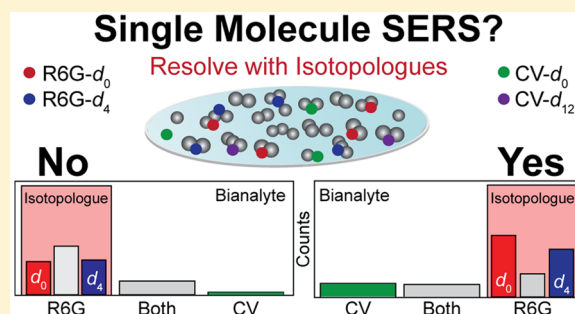 Single Molecule SERS?
Resolve with Isotopologues
R6G-d0
R6G-d4
CV-d0
CV-d12
No
Yes
Isotopologue
Bianalyte
d0
d4
R6G
Both
CV
Counts
Bianalyte
Isotopologue
d0
d4
CV
Both
R6G